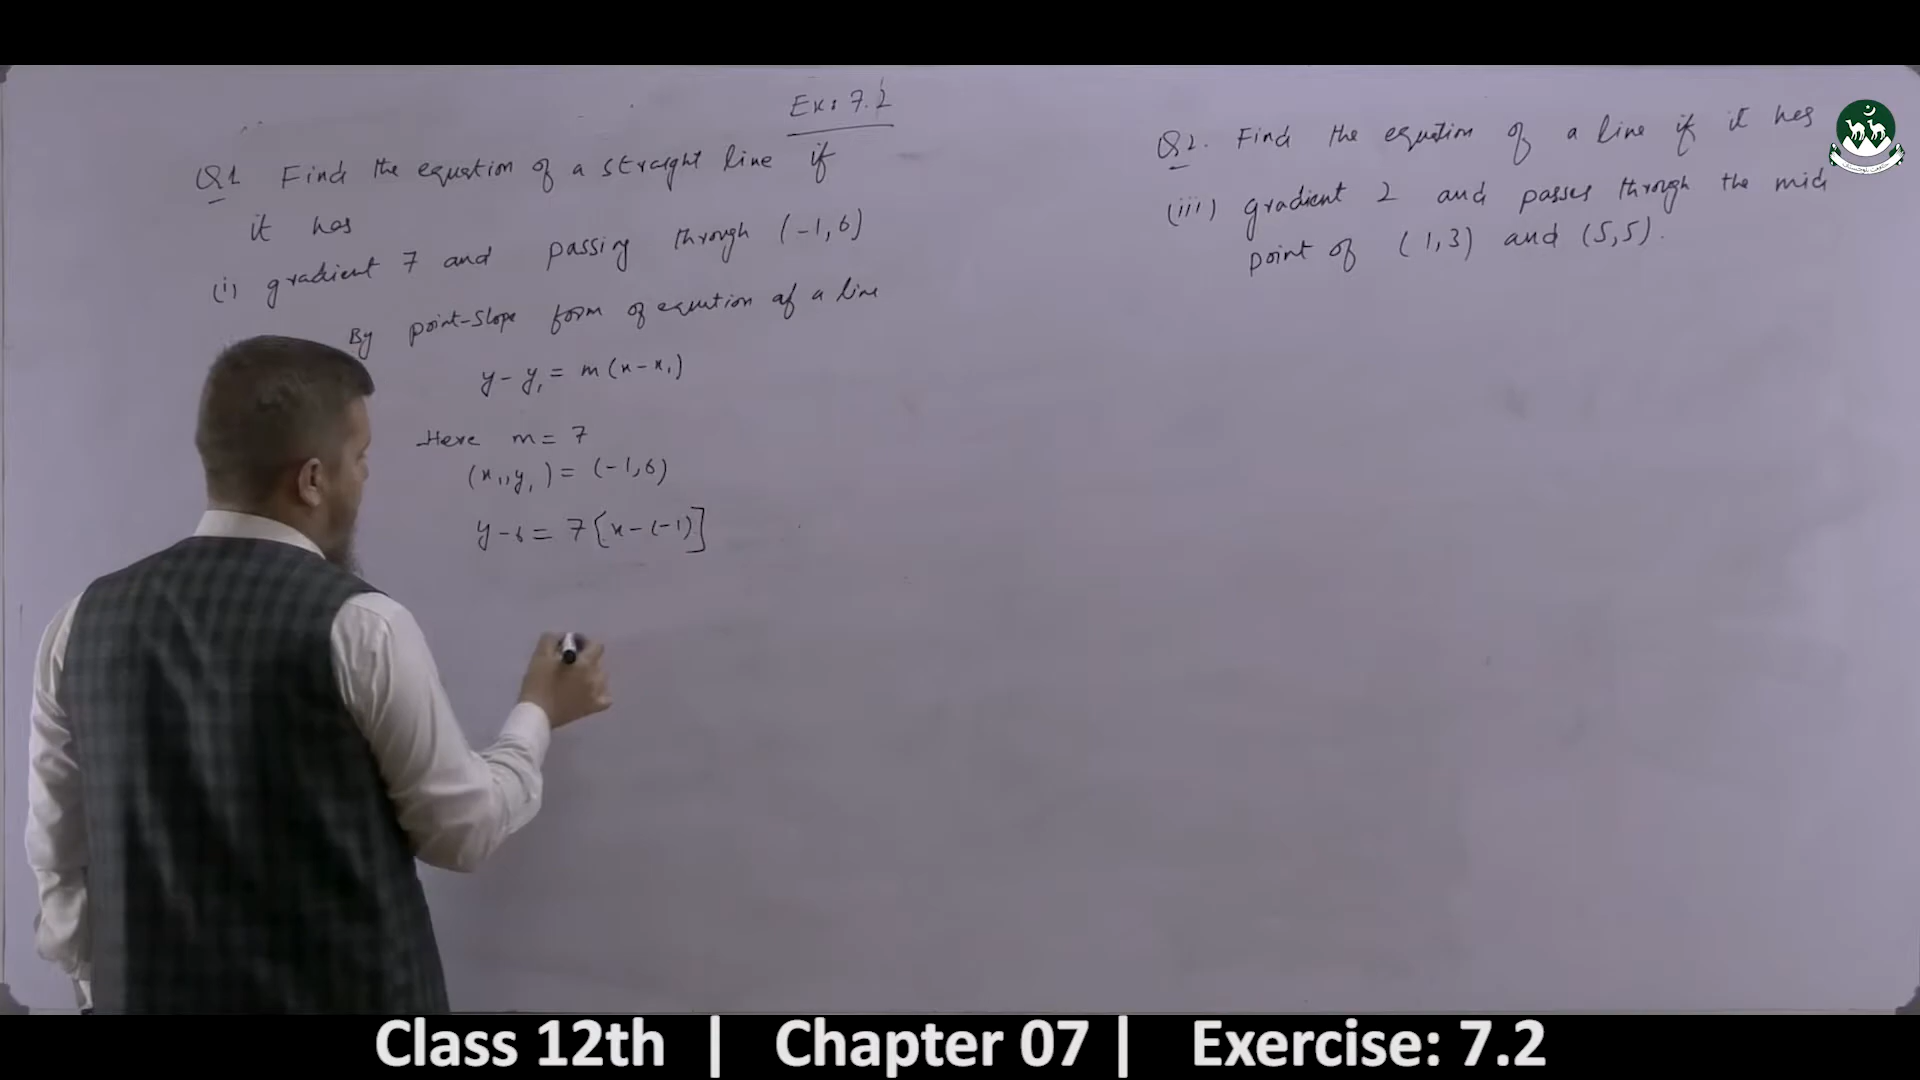 Ex: 7.2
Q1 Find the equation of a straight line if
it has
(i) gradient 7 and passing through (-1,6)
By point-slope form of equation of a line
y - y₁ = m(x - x₁)
Here m = 7
(x₁, y₁) = (-1,6)
y - 6 = 7[x - (-1)]
Q2. Find the equation of a line if it has
(iii) gradient 2 and passes through the mid
point of (1,3) and (5,5).
Class 12th | Chapter 07 | Exercise: 7.2